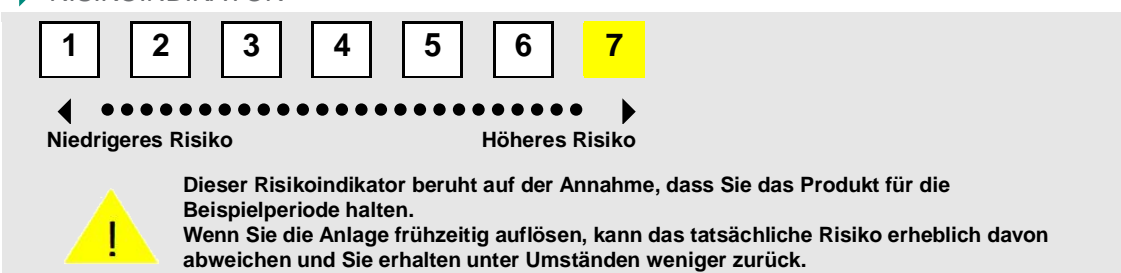 1 2 3 4 5 6 7
Niedrigeres Risiko Höheres Risiko
Dieser Risikoindikator beruht auf der Annahme, dass Sie das Produkt für die
Beispielperiode halten.
! Wenn Sie die Anlage frühzeitig auflösen, kann das tatsächliche Risiko erheblich davon
abweichen und Sie erhalten unter Umständen weniger zurück.